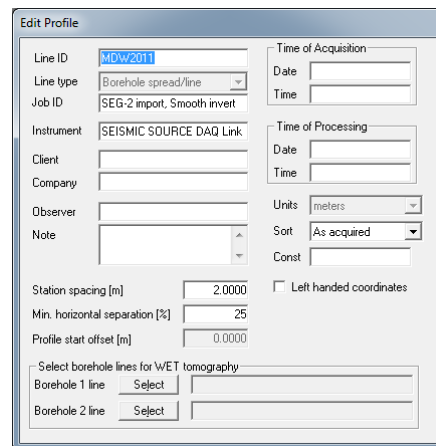 Edit Profile
Line ID MDW2011
Line type Borehole spread/line
Job ID SEG-2 import, Smooth invert
Instrument SEISMIC SOURCE DAQ Link
Client
Company
Observer
Note
Station spacing [m] 2.0000
Min. horizontal separation [%] 25
Profile start offset [m] 0.0000
Time of Acquisition
Date
Time
Time of Processing
Date
Time
Units meters
Sort As acquired
Const
Left handed coordinates
Select borehole lines for WET tomography
Borehole 1 line Select
Borehole 2 line Select